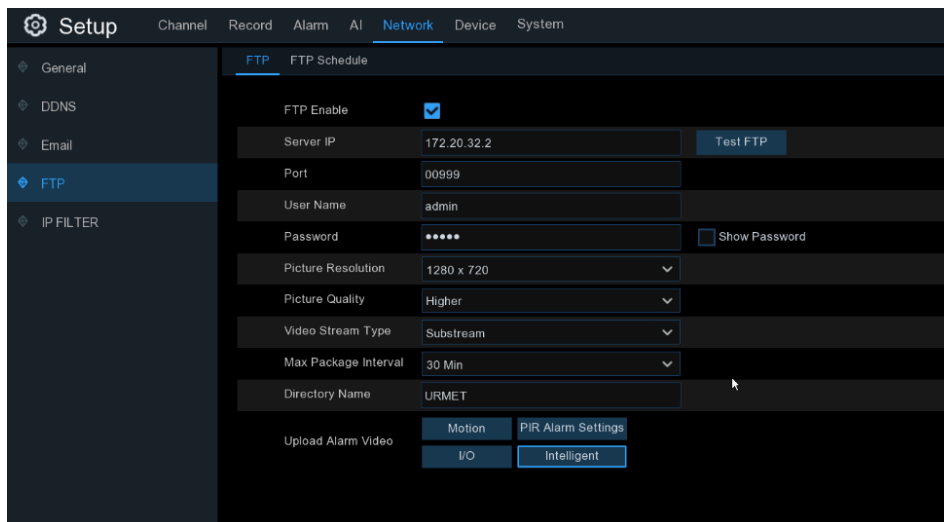 Setup Channel Record Alarm AI Network Device System
General
DDNS
Email
FTP
IP FILTER
FTP FTP Schedule
FTP Enable
Server IP 172.20.32.2 Test FTP
Port 00999
User Name admin
Password ••••• Show Password
Picture Resolution 1280 x 720
Picture Quality Higher
Video Stream Type Substream
Max Package Interval 30 Min
Directory Name URMET
Upload Alarm Video Motion PIR Alarm Settings
I/O Intelligent